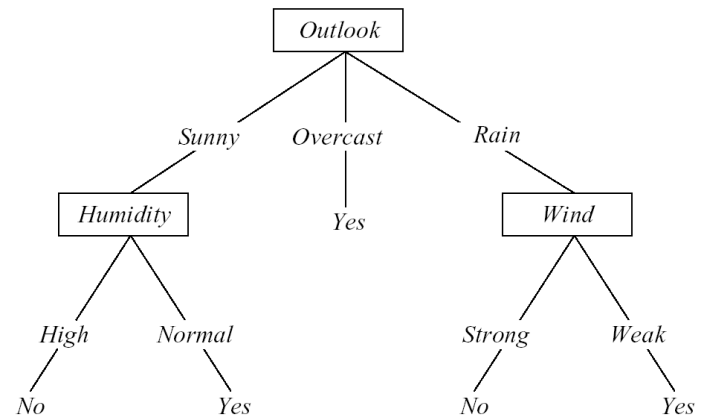 Outlook
Sunny Overcast Rain
Humidity Yes Wind
High Normal Strong Weak
No Yes No Yes